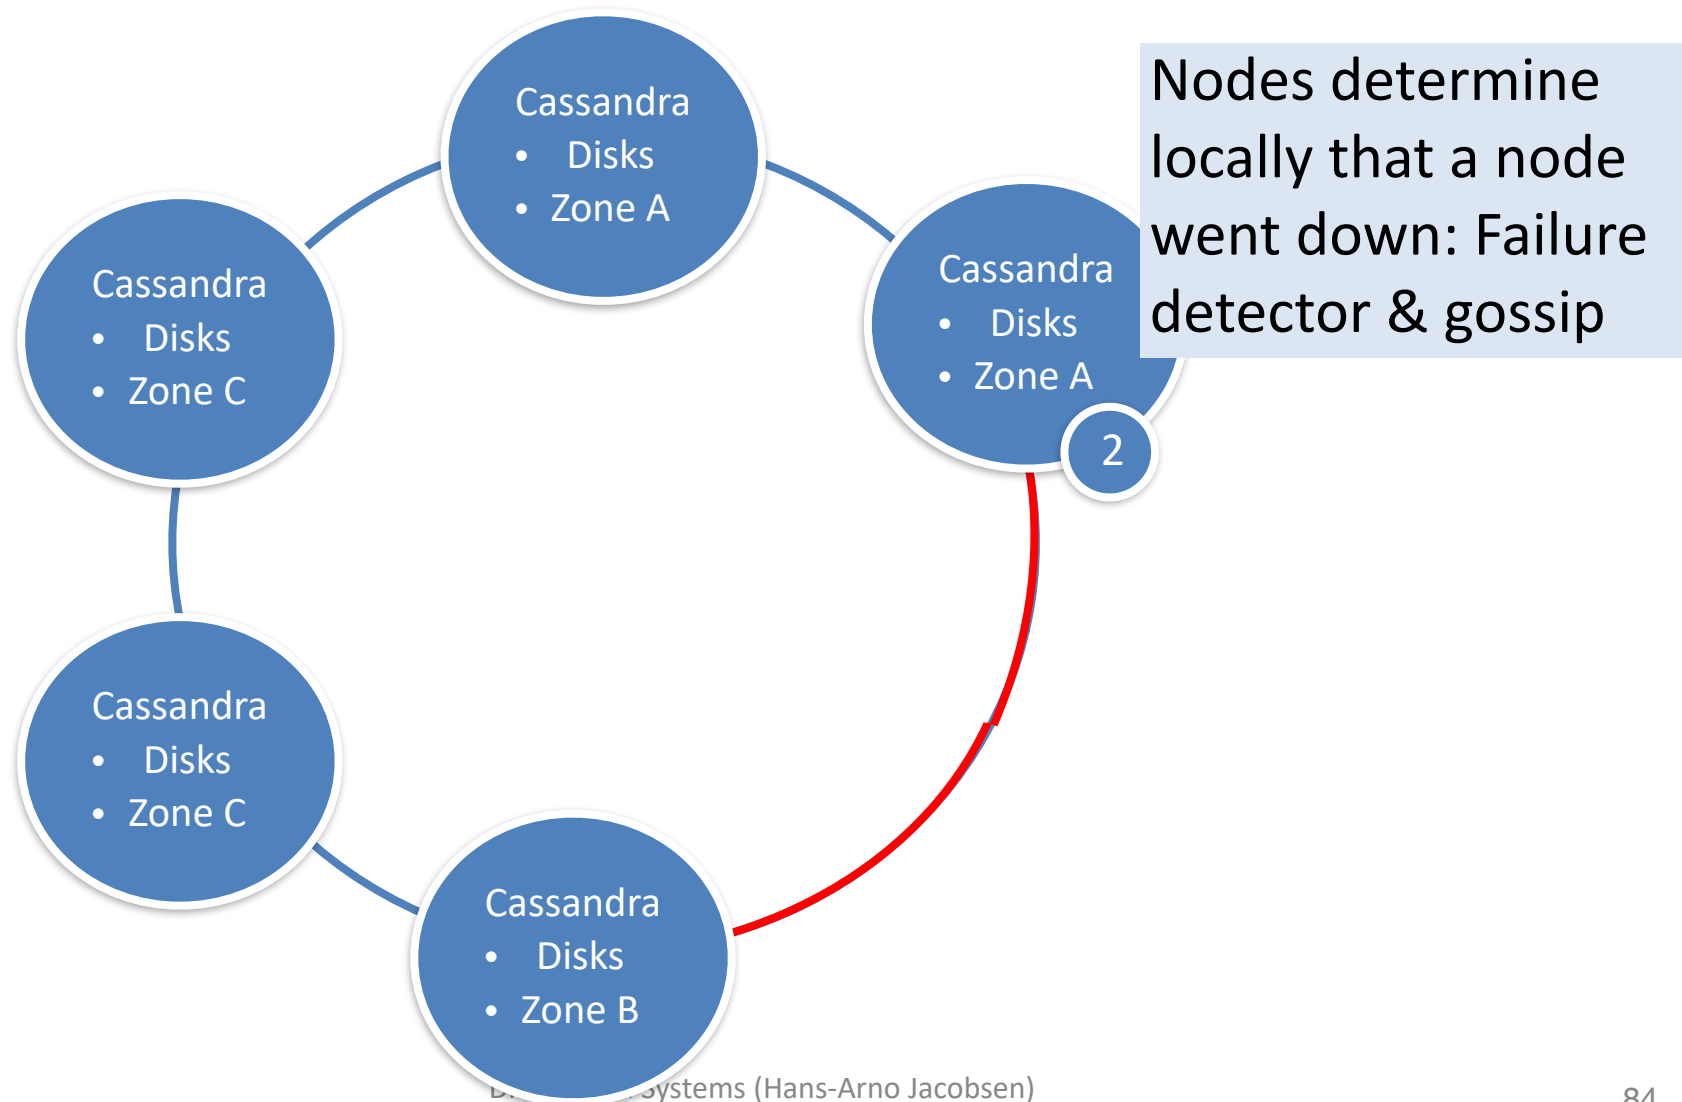 Cassandra
• Disks
• Zone A
Nodes determine
locally that a node
went down: Failure
detector & gossip
Cassandra
• Disks
• Zone A
2
Cassandra
• Disks
• Zone C
Cassandra
• Disks
• Zone C
Cassandra
• Disks
• Zone B
Systems (Hans-Arno Jacobsen)
84